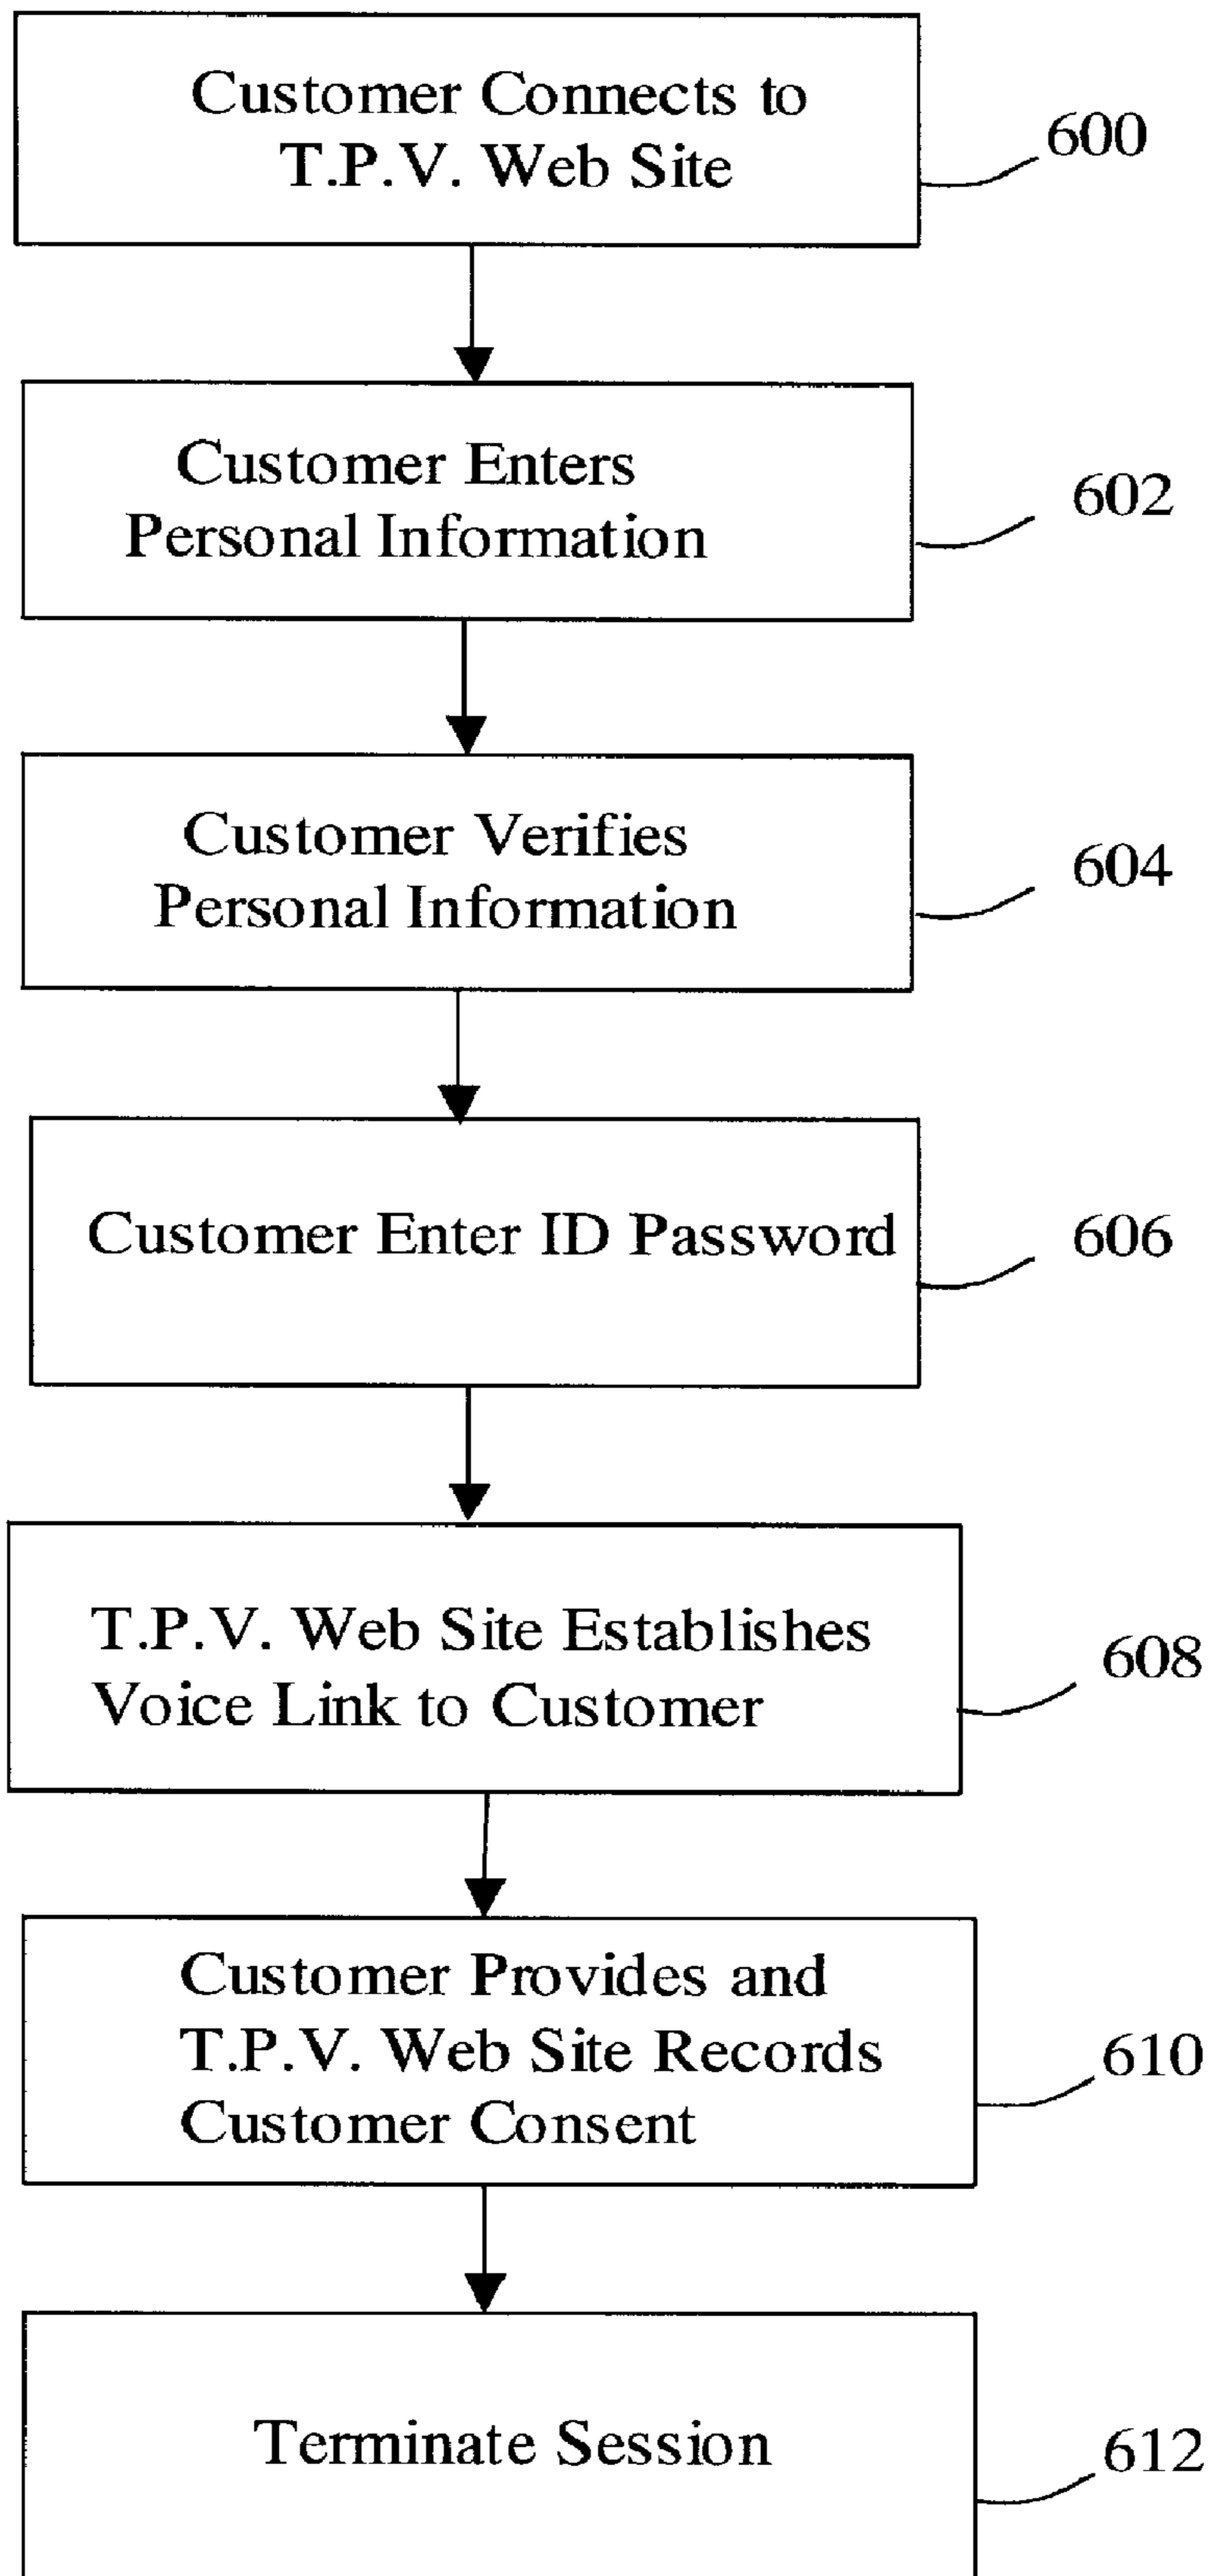 Customer Connects to
T.P.V. Web Site
600
Customer Enters
Personal Information
602
Customer Verifies
Personal Information
604
Customer Enter ID Password
606
T.P.V. Web Site Establishes
Voice Link to Customer
608
Customer Provides and
T.P.V. Web Site Records
Customer Consent
610
Terminate Session
612